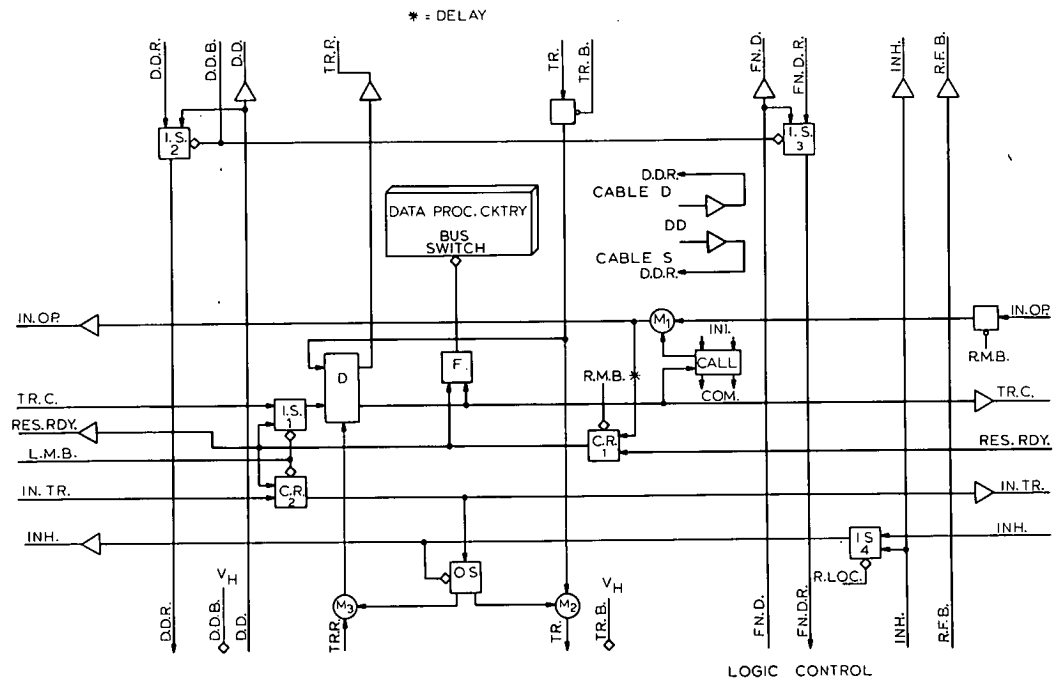 * = DELAY
D.D.R.
D.D.B.
D.D.
TR.R.
TR.
TR.B.
FN.D.
FN.D.R.
INH.
R.F.B.
I.S.
2
I.S.
3
D.D.R.
CABLE D
DD
CABLE S
D.D.R.
DATA PROC. CKTRY
BUS
SWITCH
IN.OP.
M1
IN.OP.
INI.
R.M.B.
CALL
COM.
D
F.
R.M.B. *
TR.C.
TR.C.
I.S.
1
RES.RDY.
C.R.
1
RES.RDY.
L.M.B.
IN.TR.
C.R.
2
IN.TR.
INH.
I S
4
INH.
R.LOC.
O S
VH
M3
M2
VH
D.D.R.
D.D.B.
D.D.
TR.R.
TR.
TR.B.
FN.D.
FN.D.R.
INH.
R.F.B.
LOGIC CONTROL